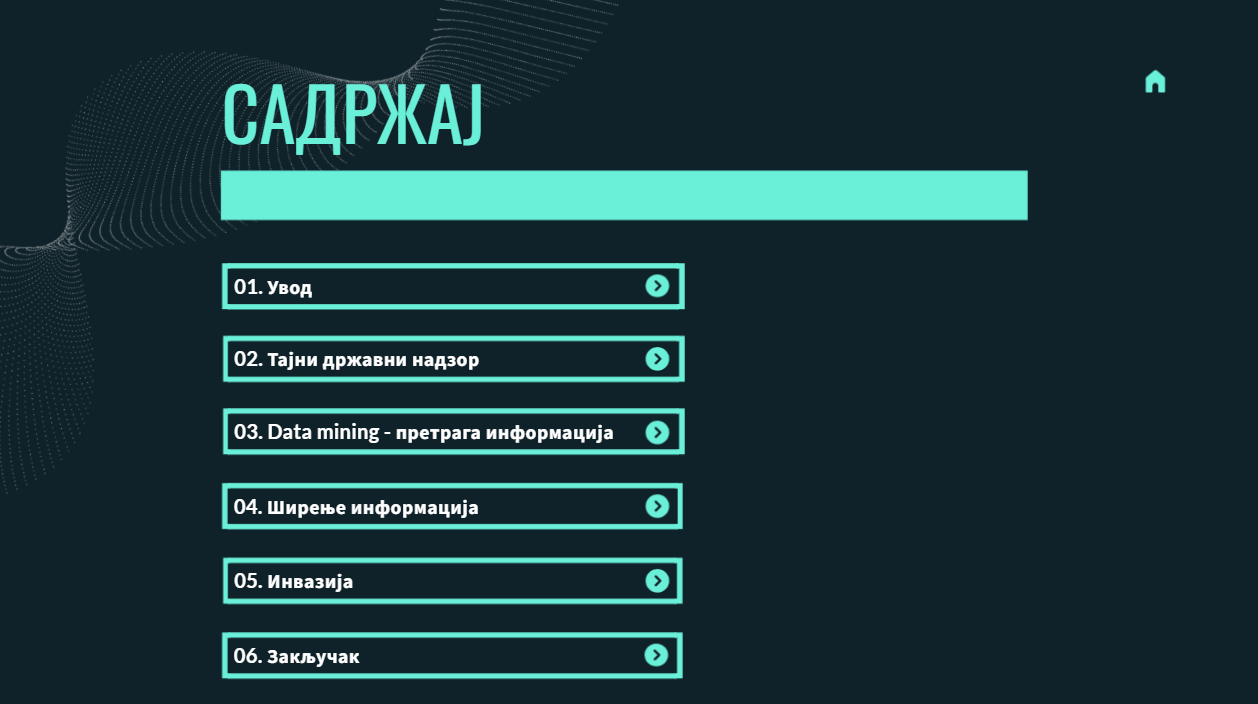 САДРЖАЈ
01. Увод
02. Тајни државни надзор
03. Data mining - претрага информација
04. Ширење информација
05. Инвазија
06. Закључак